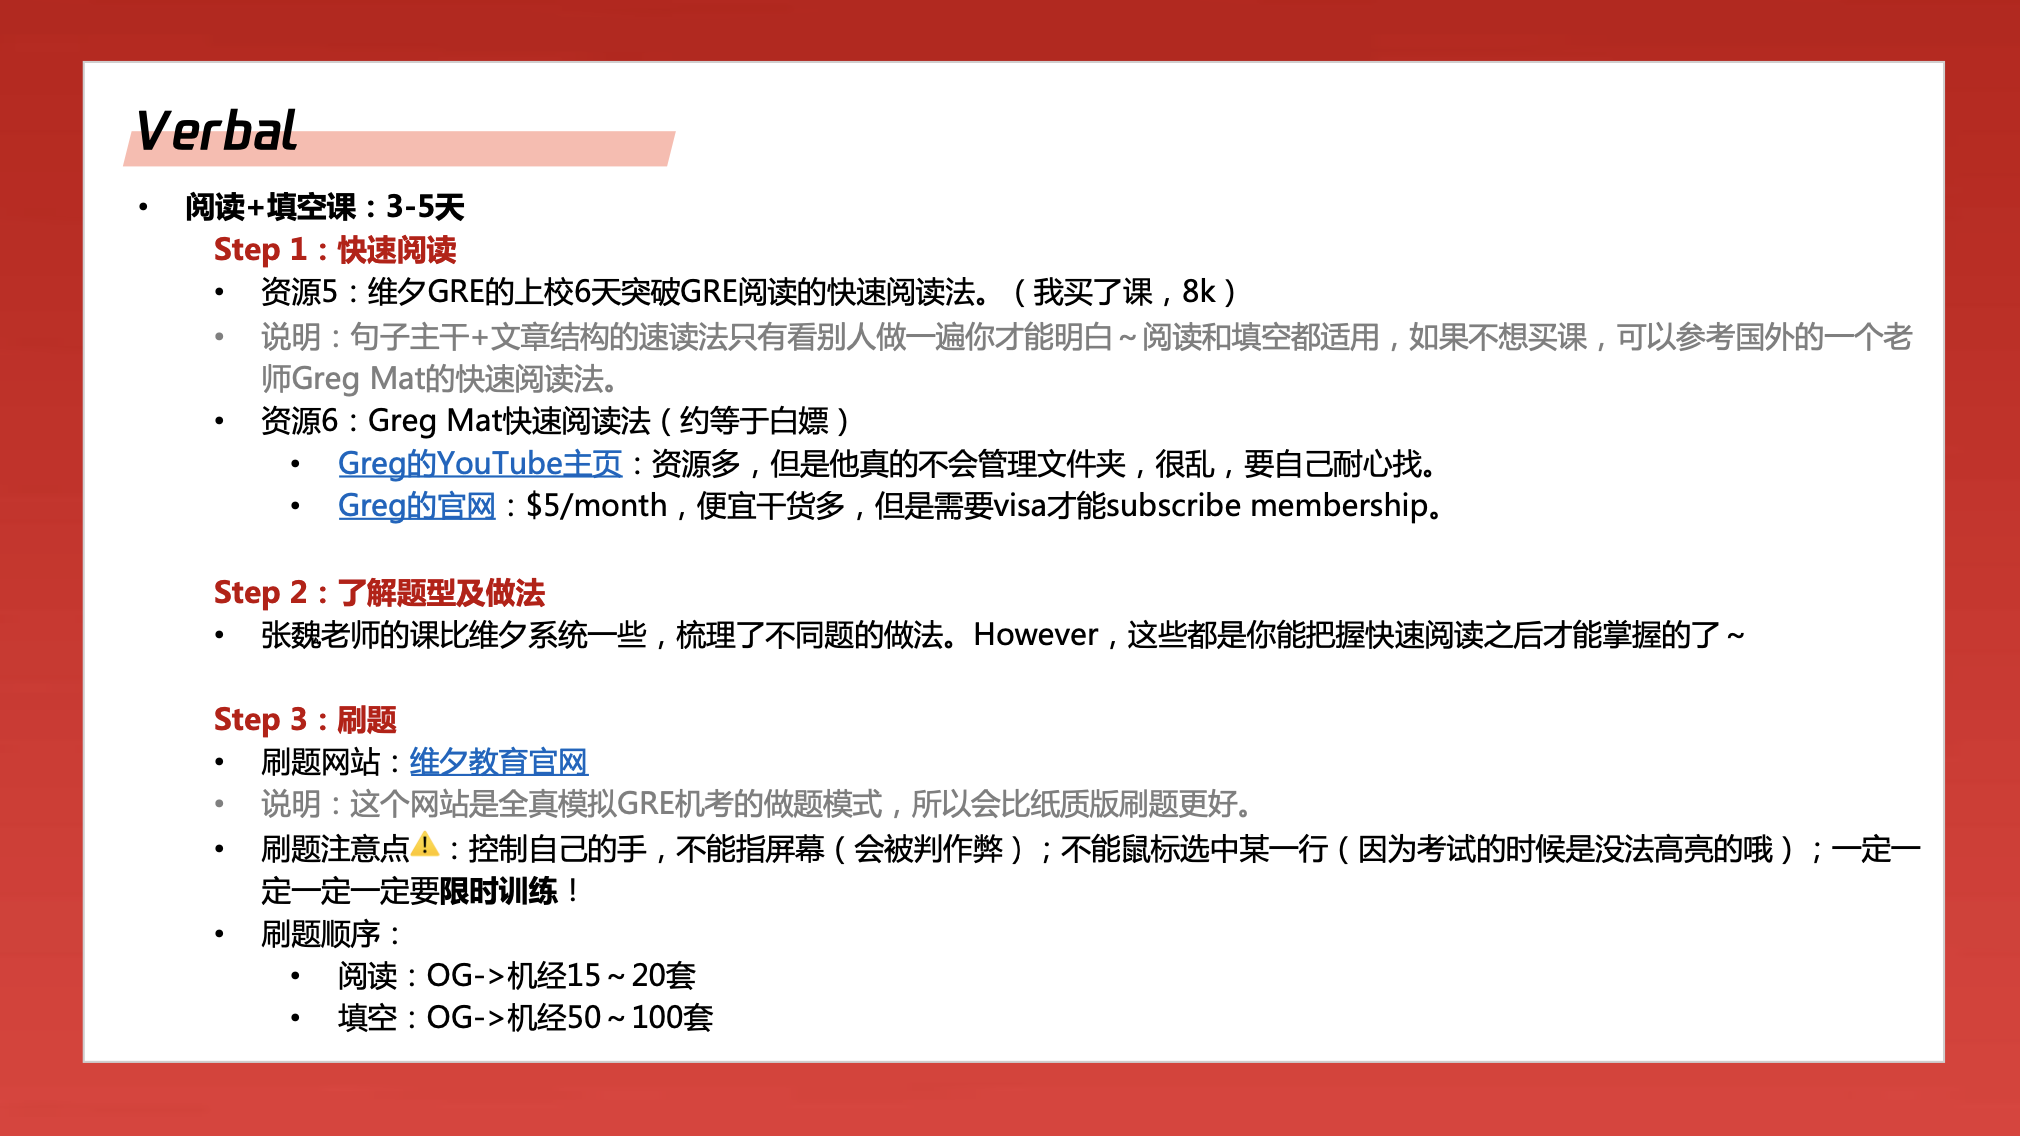 Verbal
• 阅读+填空课：3-5天
Step 1：快速阅读
• 资源5：维夕GRE的上校6天突破GRE阅读的快速阅读法。（我买了课，8k）
• 说明：句子主干+文章结构的速读法只有看别人做一遍你才能明白～阅读和填空都适用，如果不想买课，可以参考国外的一个老
师Greg Mat的快速阅读法。
• 资源6：Greg Mat快速阅读法（约等于白嫖）
• Greg的YouTube主页：资源多，但是他真的不会管理文件夹，很乱，要自己耐心找。
• Greg的官网：$5/month，便宜干货多，但是需要visa才能subscribe membership。
Step 2：了解题型及做法
• 张魏老师的课比维夕系统一些，梳理了不同题的做法。However，这些都是你能把握快速阅读之后才能掌握的了～
Step 3：刷题
• 刷题网站：维夕教育官网
• 说明：这个网站是全真模拟GRE机考的做题模式，所以会比纸质版刷题更好。
• 刷题注意点⚠️：控制自己的手，不能指屏幕（会被判作弊）；不能鼠标选中某一行（因为考试的时候是没法高亮的哦）；一定一
定一定一定要限时训练！
• 刷题顺序：
• 阅读：OG->机经15～20套
• 填空：OG->机经50～100套